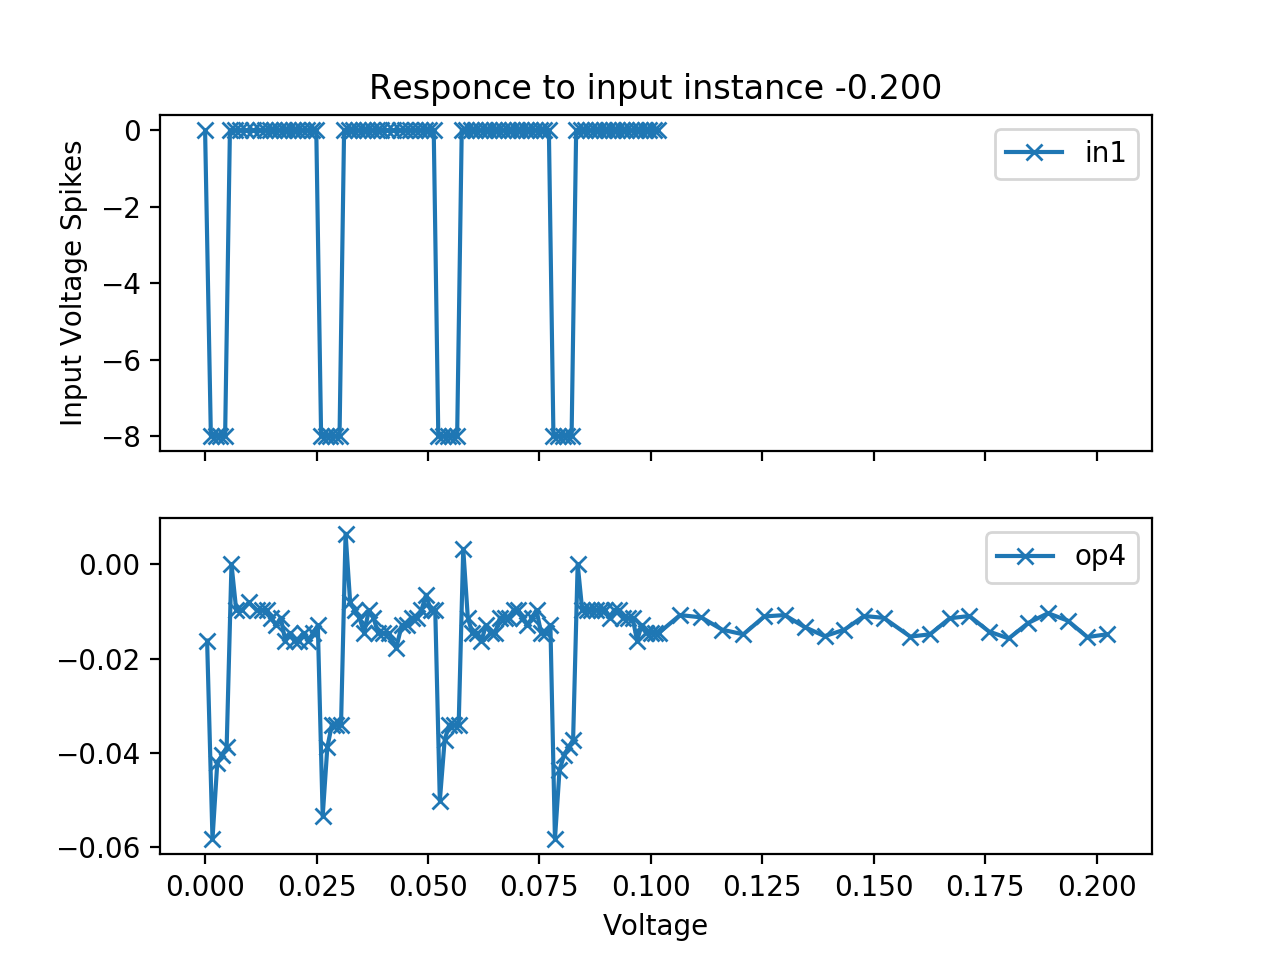 Responce to input instance -0.200
Input Voltage Spikes
0
−2
−4
−6
−8
in1
0.00
−0.02
−0.04
−0.06
op4
0.000 0.025 0.050 0.075 0.100 0.125 0.150 0.175 0.200
Voltage